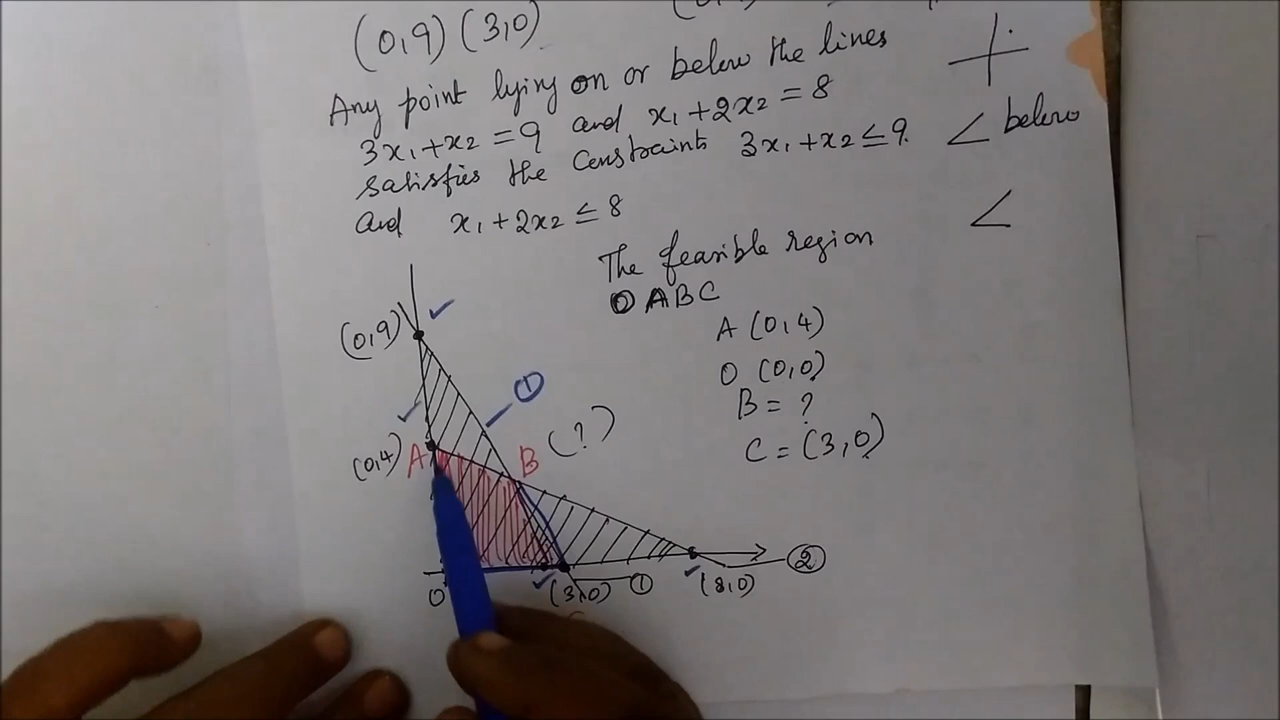 (0,9) (3,0)
Any point lying on or below the lines
3x₁+x₂=9 and x₁+2x₂=8
satisfies the constraints 3x₁+x₂≤9. ∠ below
and x₁+2x₂≤8 ∠
The feasible region
OABC
A (0,4)
O (0,0)
B = ?
C = (3,0)
(0,9) ✓
①
✓
(0,4) A B (?)
②
O ✓ (3,0) ① ✓ (8,0)